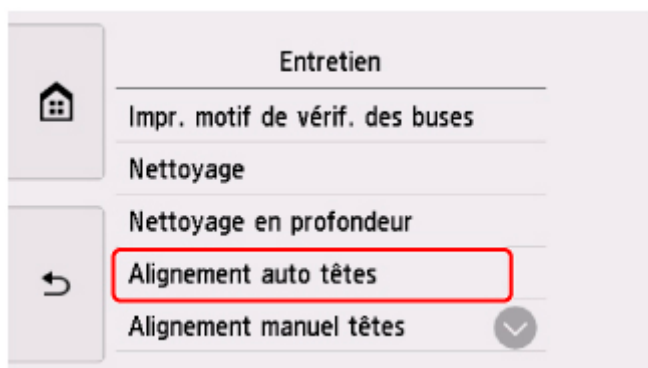 Entretien
Impr. motif de vérif. des buses
Nettoyage
Nettoyage en profondeur
Alignement auto têtes
Alignement manuel têtes